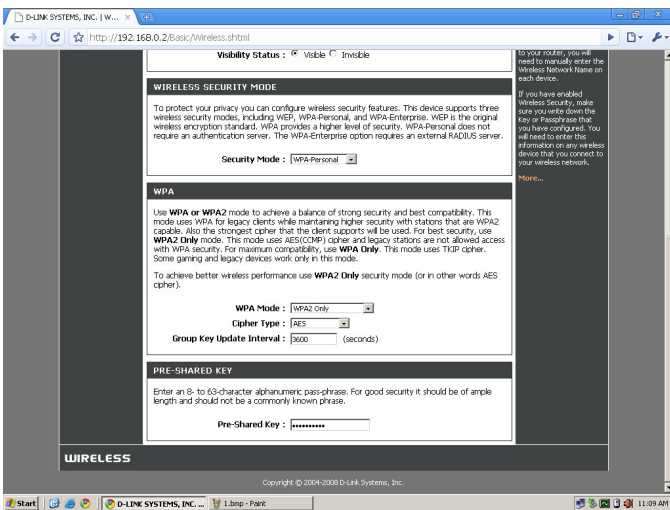 D-LINK SYSTEMS, INC. | W...
http://192.168.0.2/Basic/Wireless.shtml
Visibility Status : Visible Invisible
to your router, you will
need to manually enter the
Wireless Network Name on
each device.
If you have enabled
Wireless Security, make
sure you write down the
Key or Passphrase that
you have configured. You
will need to enter this
information on any wireless
device that you connect to
your wireless network.
More...
WIRELESS SECURITY MODE
To protect your privacy you can configure wireless security features. This device supports three
wireless security modes, including WEP, WPA-Personal, and WPA-Enterprise. WEP is the original
wireless encryption standard. WPA provides a higher level of security. WPA-Personal does not
require an authentication server. The WPA-Enterprise option requires an external RADIUS server.
Security Mode : WPA-Personal
WPA
Use WPA or WPA2 mode to achieve a balance of strong security and best compatibility. This
mode uses WPA for legacy clients while maintaining higher security with stations that are WPA2
capable. Also the strongest cipher that the client supports will be used. For best security, use
WPA2 Only mode. This mode uses AES(CCMP) cipher and legacy stations are not allowed access
with WPA security. For maximum compatibility, use WPA Only. This mode uses TKIP cipher.
Some gaming and legacy devices work only in this mode.
To achieve better wireless performance use WPA2 Only security mode (or in other words AES
cipher).
WPA Mode : WPA2 Only
Cipher Type : AES
Group Key Update Interval : 3600 (seconds)
PRE-SHARED KEY
Enter an 8- to 63-character alphanumeric pass-phrase. For good security it should be of ample
length and should not be a commonly known phrase.
Pre-Shared Key : ••••••••••
WIRELESS
Copyright © 2004-2008 D-Link Systems, Inc.
Start
D-LINK SYSTEMS, INC. ...
1.bmp - Paint
11:09 AM